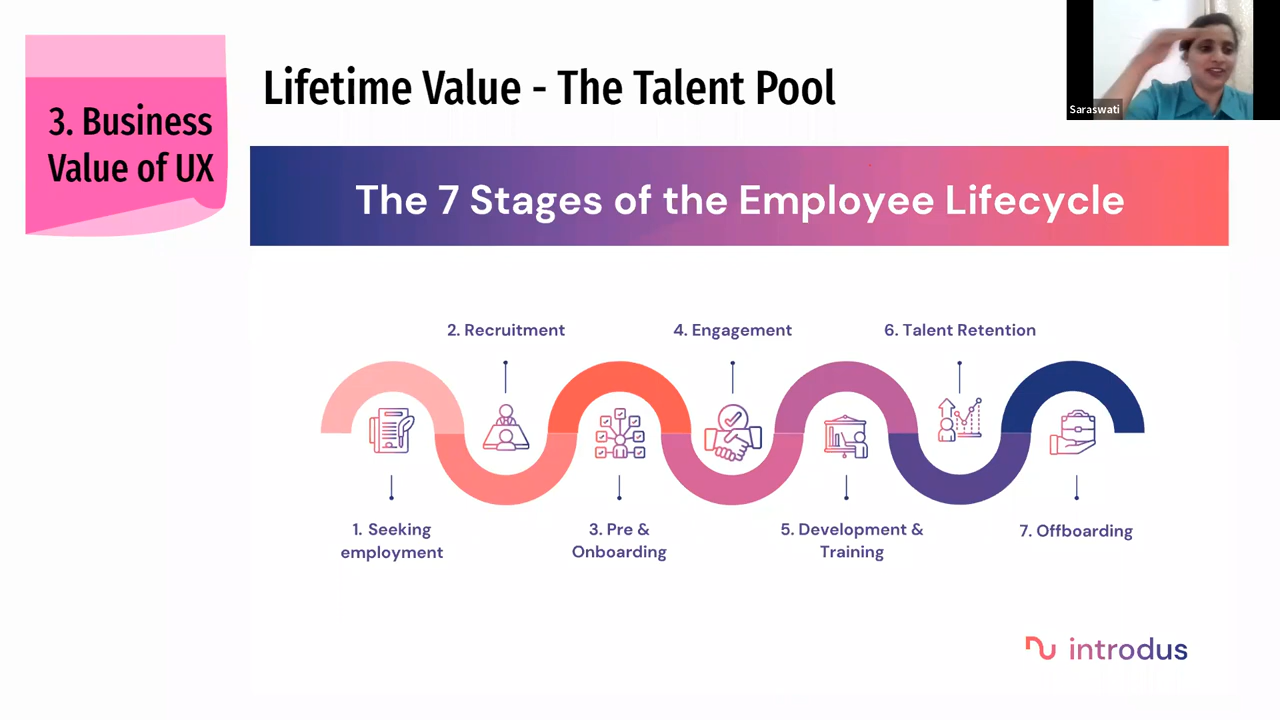 3. Business
Value of UX
Lifetime Value - The Talent Pool
Saraswati
The 7 Stages of the Employee Lifecycle
2. Recruitment
4. Engagement
6. Talent Retention
1. Seeking
employment
3. Pre &
Onboarding
5. Development &
Training
7. Offboarding
introdus